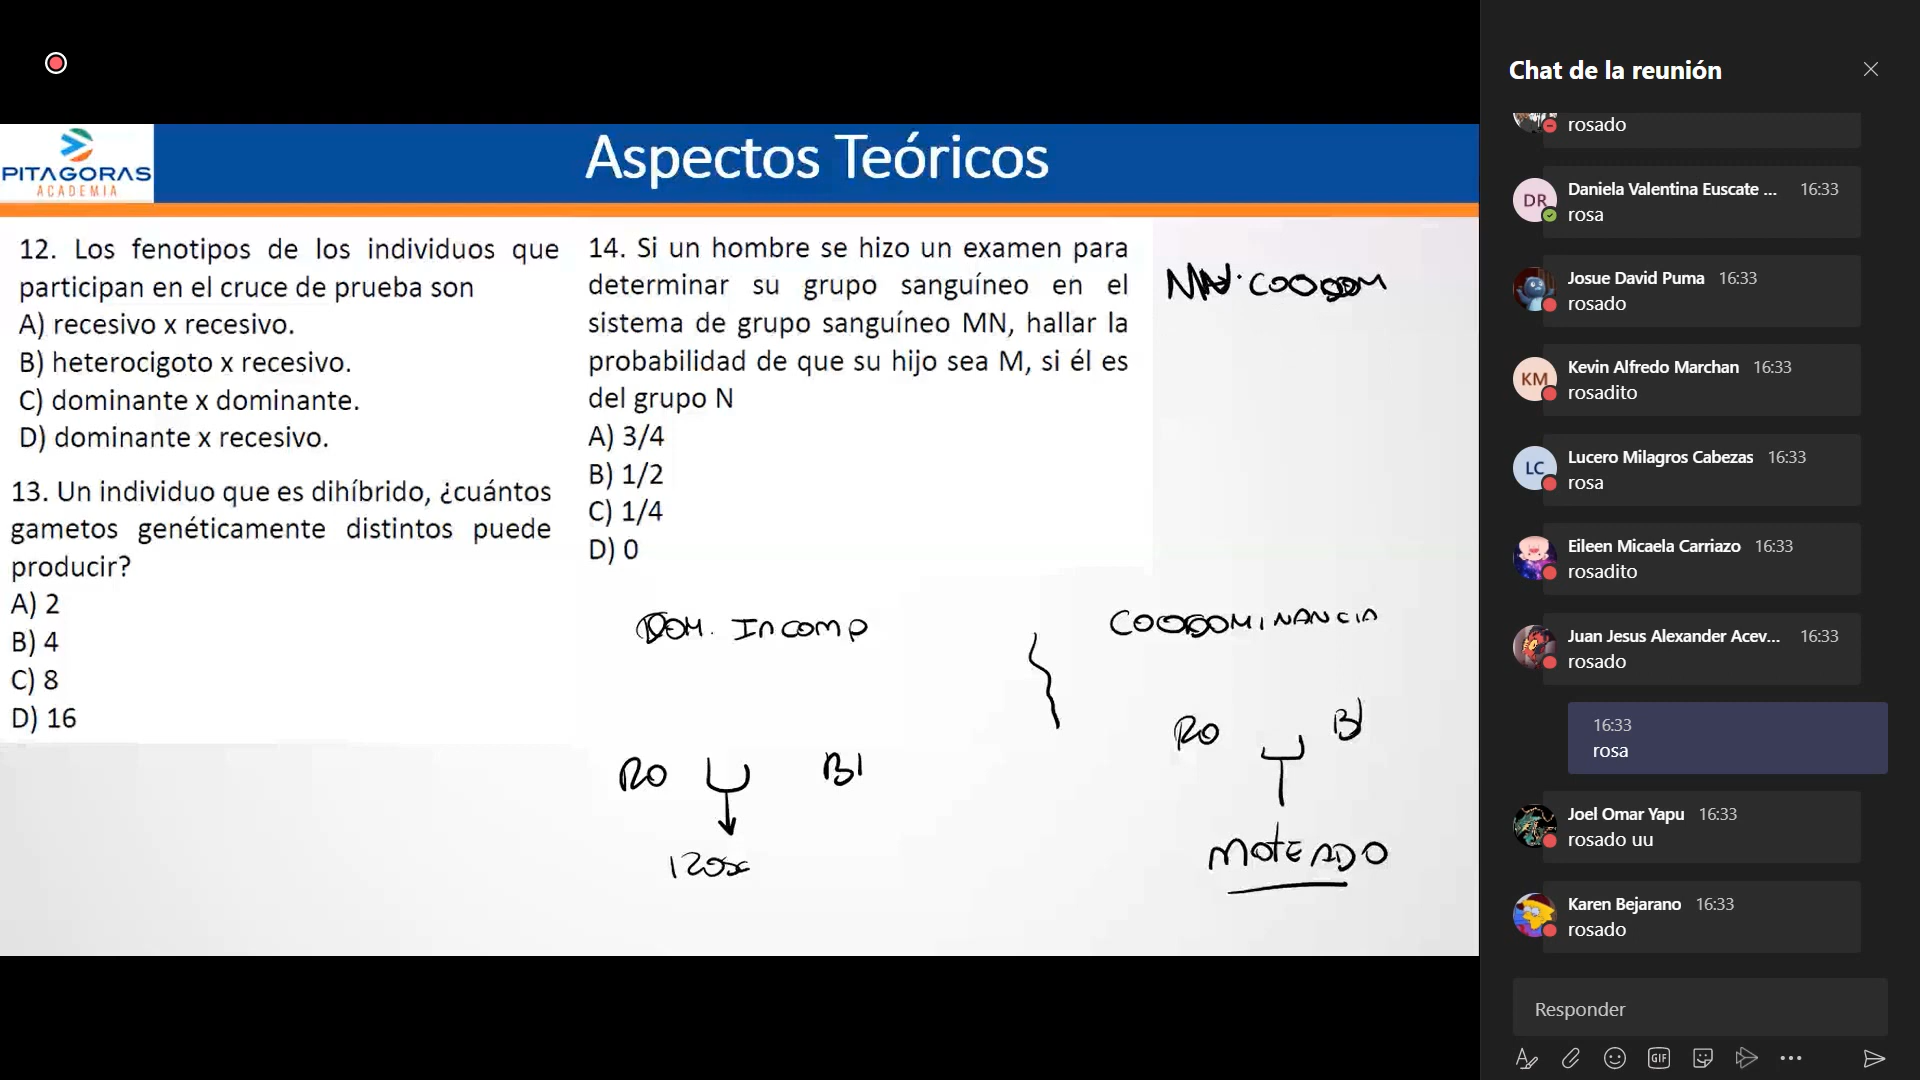 PITAGORAS
ACADEMIA
Aspectos Teóricos
12. Los fenotipos de los individuos que
participan en el cruce de prueba son
A) recesivo x recesivo.
B) heterocigoto x recesivo.
C) dominante x dominante.
D) dominante x recesivo.
13. Un individuo que es dihíbrido, ¿cuántos
gametos genéticamente distintos puede
producir?
A) 2
B) 4
C) 8
D) 16
14. Si un hombre se hizo un examen para
determinar su grupo sanguíneo en el
sistema de grupo sanguíneo MN, hallar la
probabilidad de que su hijo sea M, si él es
del grupo N
A) 3/4
B) 1/2
C) 1/4
D) 0
MN: COODOM
DOM. INCOMP
RO
Bl
COODOMINANCIA
RO
Bl
MOTEADO
Chat de la reunión
rosado
DR
Daniela Valentina Euscate ... 16:33
rosa
Josue David Puma 16:33
rosado
KM
Kevin Alfredo Marchan 16:33
rosadito
LC
Lucero Milagros Cabezas 16:33
rosa
Eileen Micaela Carriazo 16:33
rosadito
Juan Jesus Alexander Acev... 16:33
rosado
16:33
rosa
Joel Omar Yapu 16:33
rosado uu
Karen Bejarano 16:33
rosado
Responder
GIF